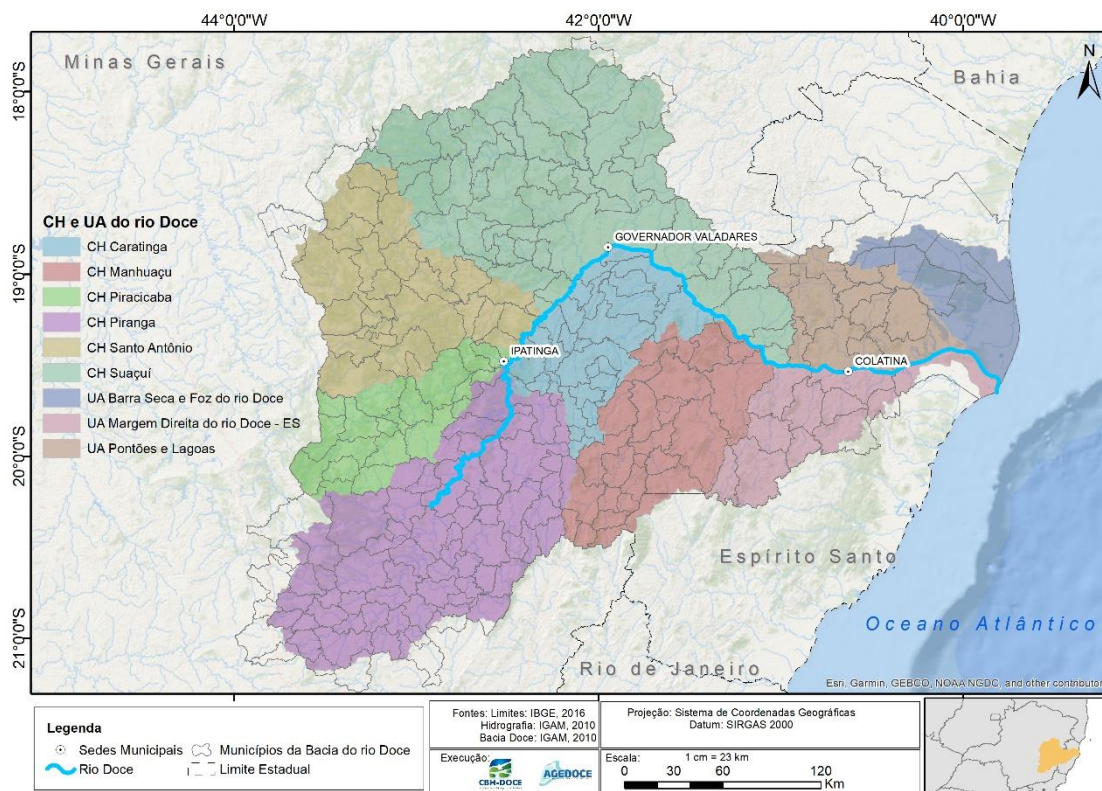 44°0'0"W
42°0'0"W
40°0'0"W
18°0'0"S
19°0'0"S
20°0'0"S
21°0'0"S
Minas Gerais
Bahia
N
CH e UA do rio Doce
CH Caratinga
CH Manhuaçu
CH Piracicaba
CH Piranga
CH Santo Antônio
CH Suaçuí
UA Barra Seca e Foz do rio Doce
UA Margem Direita do rio Doce - ES
UA Pontões e Lagoas
GOVERNADOR VALADARES
IPATINGA
COLATINA
Espírito Santo
Oceano Atlântico
Rio de Janeiro
Esri, Garmin, GEBCO, NOAA NGDC, and other contributor
Legenda
Sedes Municipais
Municípios da Bacia do rio Doce
Rio Doce
Limite Estadual
Fontes: Limites: IBGE, 2016
Hidrografia: IGAM, 2010
Bacia Doce: IGAM, 2010
Execução:
CBH-DOCE
AGEDOCE
Projeção: Sistema de Coordenadas Geográficas
Datum: SIRGAS 2000
Escala:
1 cm = 23 km
0 30 60 120
Km